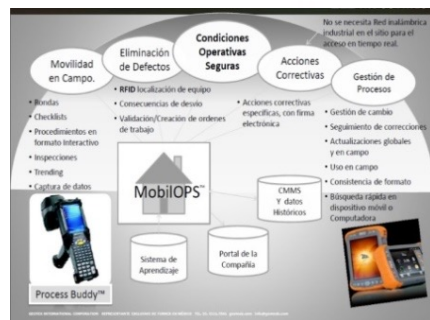 No se necesita Red inalámbrica
industrial en el sitio para el
acceso en tiempo real.
Condiciones
Operativas
Seguras
Eliminación
de Defectos
Acciones
Correctivas
Movilidad
en Campo.
Gestión de
Procesos
• Rondas
• Checklists
• Procedimientos en
formato Interactivo
• Inspecciones
• Trending
• Captura de datos
• RFID localización de equipo
• Consecuencias de desvío
• Validación/Creación de ordenes
de trabajo
• Acciones correctivas
especificas, con firma
electrónica
• Gestión de cambio
• Seguimiento de correcciones
• Actualizaciones globales
y en campo
• Uso en campo
• Consistencia de formato
• Búsqueda rápida en
dispositivo móvil o
Computadora
MobilOPS™
CMMS
Y datos
Históricos
Sistema de
Aprendizaje
Portal de la
Compañía
Process Buddy™